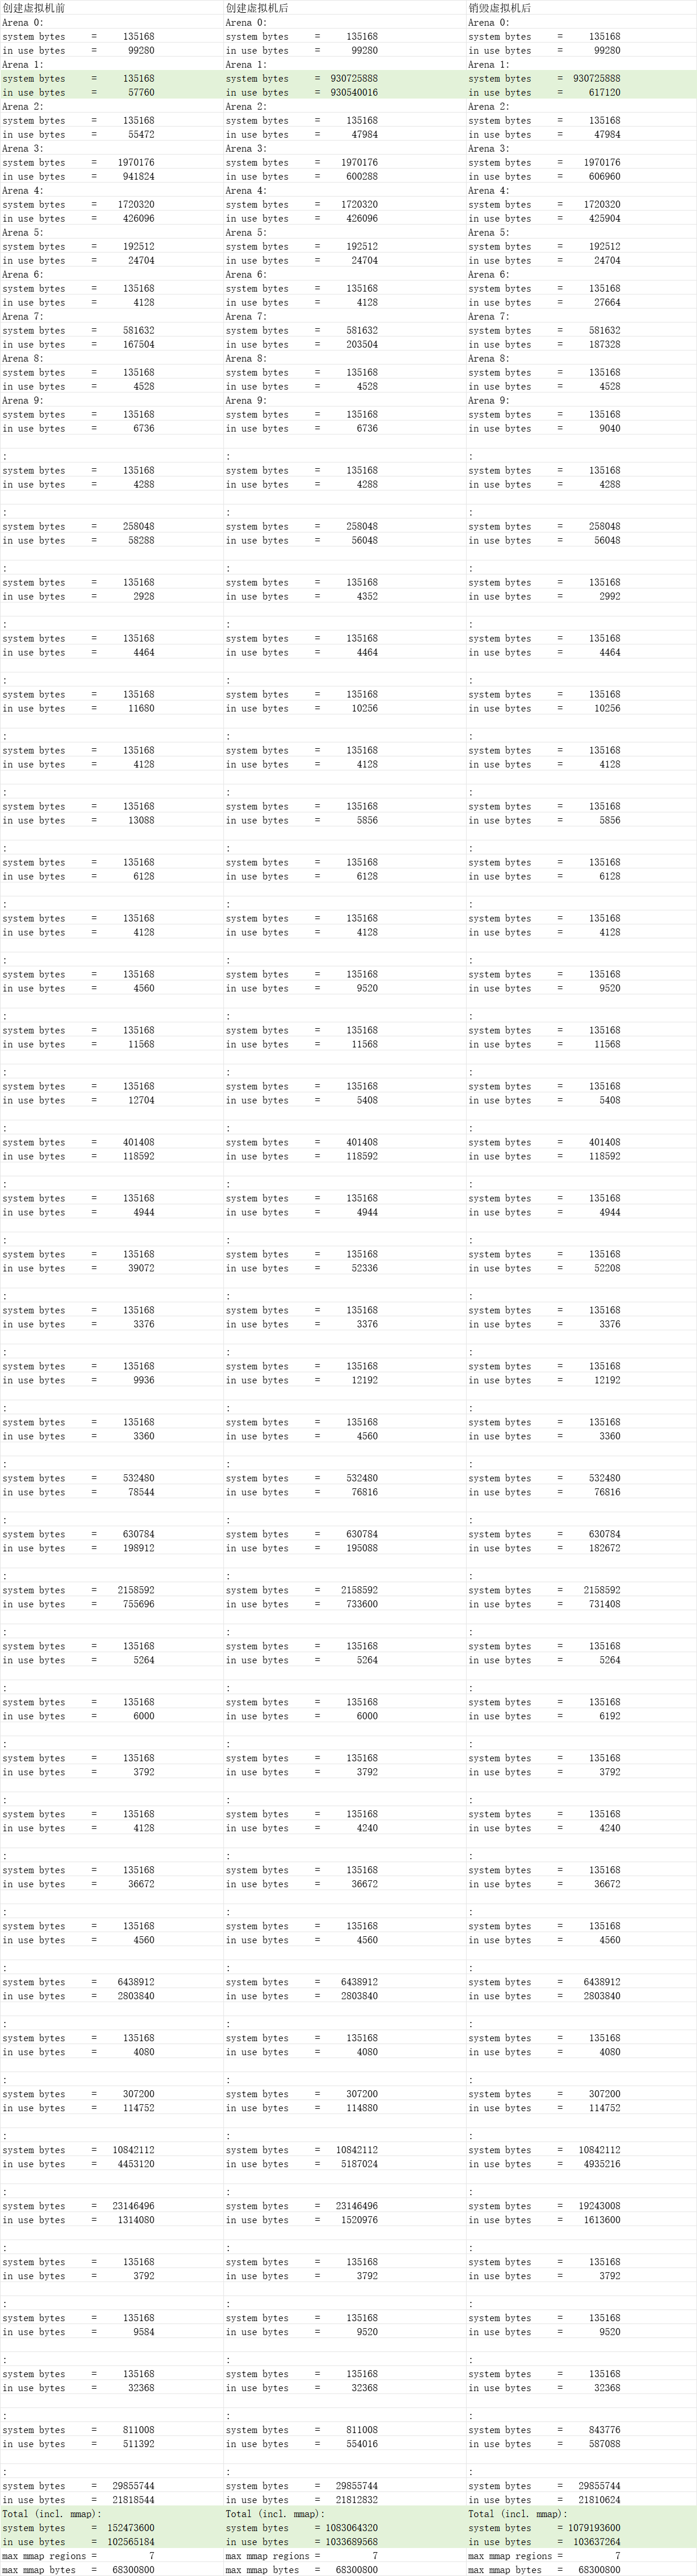 创建虚拟机前 创建虚拟机后 销毁虚拟机后
Arena 0: Arena 0: Arena 0:
system bytes = 135168 system bytes = 135168 system bytes = 135168
in use bytes = 99280 in use bytes = 99280 in use bytes = 99280
Arena 1: Arena 1: Arena 1:
system bytes = 135168 system bytes = 930725888 system bytes = 930725888
in use bytes = 57760 in use bytes = 930540016 in use bytes = 617120
Arena 2: Arena 2: Arena 2:
system bytes = 135168 system bytes = 135168 system bytes = 135168
in use bytes = 55472 in use bytes = 47984 in use bytes = 47984
Arena 3: Arena 3: Arena 3:
system bytes = 1970176 system bytes = 1970176 system bytes = 1970176
in use bytes = 941824 in use bytes = 600288 in use bytes = 606960
Arena 4: Arena 4: Arena 4:
system bytes = 1720320 system bytes = 1720320 system bytes = 1720320
in use bytes = 426096 in use bytes = 426096 in use bytes = 425904
Arena 5: Arena 5: Arena 5:
system bytes = 192512 system bytes = 192512 system bytes = 192512
in use bytes = 24704 in use bytes = 24704 in use bytes = 24704
Arena 6: Arena 6: Arena 6:
system bytes = 135168 system bytes = 135168 system bytes = 135168
in use bytes = 4128 in use bytes = 4128 in use bytes = 27664
Arena 7: Arena 7: Arena 7:
system bytes = 581632 system bytes = 581632 system bytes = 581632
in use bytes = 167504 in use bytes = 203504 in use bytes = 187328
Arena 8: Arena 8: Arena 8:
system bytes = 135168 system bytes = 135168 system bytes = 135168
in use bytes = 4528 in use bytes = 4528 in use bytes = 4528
Arena 9: Arena 9: Arena 9:
system bytes = 135168 system bytes = 135168 system bytes = 135168
in use bytes = 6736 in use bytes = 6736 in use bytes = 9040
: : :
system bytes = 135168 system bytes = 135168 system bytes = 135168
in use bytes = 4288 in use bytes = 4288 in use bytes = 4288
: : :
system bytes = 258048 system bytes = 258048 system bytes = 258048
in use bytes = 58288 in use bytes = 56048 in use bytes = 56048
: : :
system bytes = 135168 system bytes = 135168 system bytes = 135168
in use bytes = 2928 in use bytes = 4352 in use bytes = 2992
: : :
system bytes = 135168 system bytes = 135168 system bytes = 135168
in use bytes = 4464 in use bytes = 4464 in use bytes = 4464
: : :
system bytes = 135168 system bytes = 135168 system bytes = 135168
in use bytes = 11680 in use bytes = 10256 in use bytes = 10256
: : :
system bytes = 135168 system bytes = 135168 system bytes = 135168
in use bytes = 4128 in use bytes = 4128 in use bytes = 4128
: : :
system bytes = 135168 system bytes = 135168 system bytes = 135168
in use bytes = 13088 in use bytes = 5856 in use bytes = 5856
: : :
system bytes = 135168 system bytes = 135168 system bytes = 135168
in use bytes = 6128 in use bytes = 6128 in use bytes = 6128
: : :
system bytes = 135168 system bytes = 135168 system bytes = 135168
in use bytes = 4128 in use bytes = 4128 in use bytes = 4128
: : :
system bytes = 135168 system bytes = 135168 system bytes = 135168
in use bytes = 4560 in use bytes = 9520 in use bytes = 9520
: : :
system bytes = 135168 system bytes = 135168 system bytes = 135168
in use bytes = 11568 in use bytes = 11568 in use bytes = 11568
: : :
system bytes = 135168 system bytes = 135168 system bytes = 135168
in use bytes = 12704 in use bytes = 5408 in use bytes = 5408
: : :
system bytes = 401408 system bytes = 401408 system bytes = 401408
in use bytes = 118592 in use bytes = 118592 in use bytes = 118592
: : :
system bytes = 135168 system bytes = 135168 system bytes = 135168
in use bytes = 4944 in use bytes = 4944 in use bytes = 4944
: : :
system bytes = 135168 system bytes = 135168 system bytes = 135168
in use bytes = 39072 in use bytes = 52336 in use bytes = 52208
: : :
system bytes = 135168 system bytes = 135168 system bytes = 135168
in use bytes = 3376 in use bytes = 3376 in use bytes = 3376
: : :
system bytes = 135168 system bytes = 135168 system bytes = 135168
in use bytes = 9936 in use bytes = 12192 in use bytes = 12192
: : :
system bytes = 135168 system bytes = 135168 system bytes = 135168
in use bytes = 3360 in use bytes = 4560 in use bytes = 3360
: : :
system bytes = 532480 system bytes = 532480 system bytes = 532480
in use bytes = 78544 in use bytes = 76816 in use bytes = 76816
: : :
system bytes = 630784 system bytes = 630784 system bytes = 630784
in use bytes = 198912 in use bytes = 195088 in use bytes = 182672
: : :
system bytes = 2158592 system bytes = 2158592 system bytes = 2158592
in use bytes = 755696 in use bytes = 733600 in use bytes = 731408
: : :
system bytes = 135168 system bytes = 135168 system bytes = 135168
in use bytes = 5264 in use bytes = 5264 in use bytes = 5264
: : :
system bytes = 135168 system bytes = 135168 system bytes = 135168
in use bytes = 6000 in use bytes = 6000 in use bytes = 6192
: : :
system bytes = 135168 system bytes = 135168 system bytes = 135168
in use bytes = 3792 in use bytes = 3792 in use bytes = 3792
: : :
system bytes = 135168 system bytes = 135168 system bytes = 135168
in use bytes = 4128 in use bytes = 4240 in use bytes = 4240
: : :
system bytes = 135168 system bytes = 135168 system bytes = 135168
in use bytes = 36672 in use bytes = 36672 in use bytes = 36672
: : :
system bytes = 135168 system bytes = 135168 system bytes = 135168
in use bytes = 4560 in use bytes = 4560 in use bytes = 4560
: : :
system bytes = 6438912 system bytes = 6438912 system bytes = 6438912
in use bytes = 2803840 in use bytes = 2803840 in use bytes = 2803840
: : :
system bytes = 135168 system bytes = 135168 system bytes = 135168
in use bytes = 4080 in use bytes = 4080 in use bytes = 4080
: : :
system bytes = 307200 system bytes = 307200 system bytes = 307200
in use bytes = 114752 in use bytes = 114880 in use bytes = 114752
: : :
system bytes = 10842112 system bytes = 10842112 system bytes = 10842112
in use bytes = 4453120 in use bytes = 5187024 in use bytes = 4935216
: : :
system bytes = 23146496 system bytes = 23146496 system bytes = 19243008
in use bytes = 1314080 in use bytes = 1520976 in use bytes = 1613600
: : :
system bytes = 135168 system bytes = 135168 system bytes = 135168
in use bytes = 3792 in use bytes = 3792 in use bytes = 3792
: : :
system bytes = 135168 system bytes = 135168 system bytes = 135168
in use bytes = 9584 in use bytes = 9520 in use bytes = 9520
: : :
system bytes = 135168 system bytes = 135168 system bytes = 135168
in use bytes = 32368 in use bytes = 32368 in use bytes = 32368
: : :
system bytes = 811008 system bytes = 811008 system bytes = 843776
in use bytes = 511392 in use bytes = 554016 in use bytes = 587088
: : :
system bytes = 29855744 system bytes = 29855744 system bytes = 29855744
in use bytes = 21818544 in use bytes = 21812832 in use bytes = 21810624
Total (incl. mmap): Total (incl. mmap): Total (incl. mmap):
system bytes = 152473600 system bytes = 1083064320 system bytes = 1079193600
in use bytes = 102565184 in use bytes = 1033689568 in use bytes = 103637264
max mmap regions = 7 max mmap regions = 7 max mmap regions = 7
max mmap bytes = 68300800 max mmap bytes = 68300800 max mmap bytes = 68300800